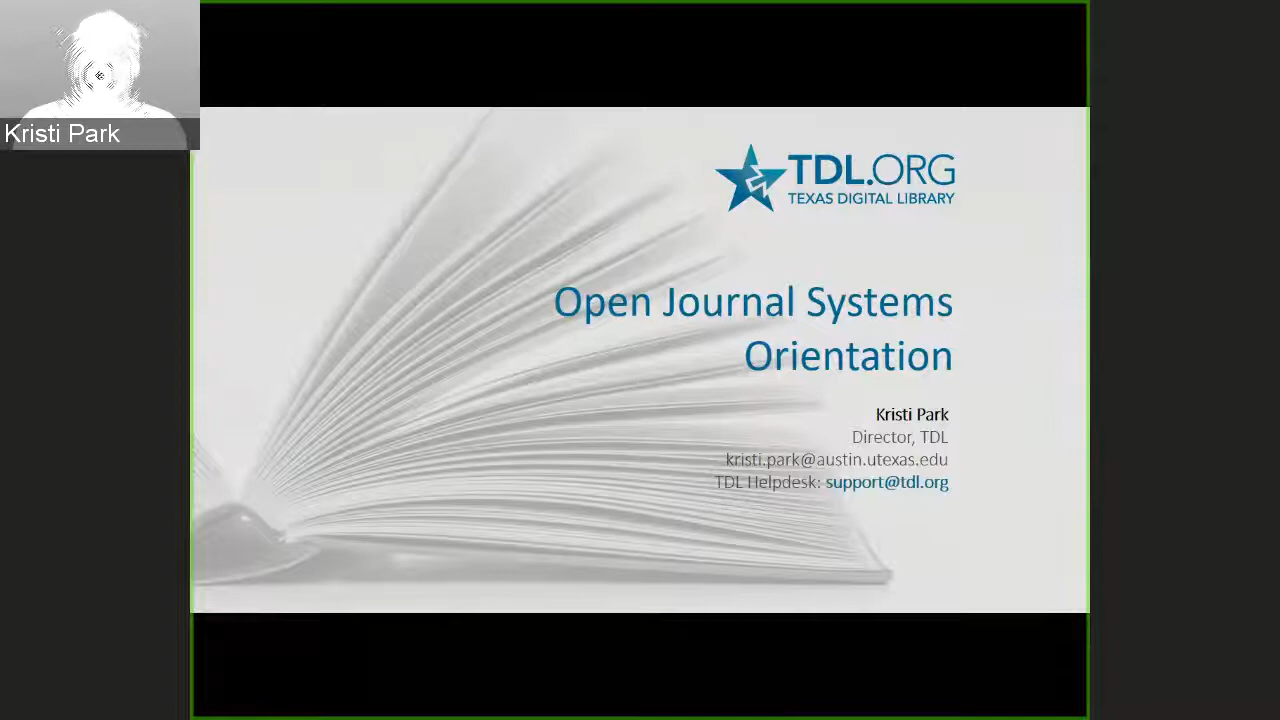 Kristi Park
TDL.ORG
TEXAS DIGITAL LIBRARY
Open Journal Systems
Orientation
Kristi Park
Director, TDL
kristi.park@austin.utexas.edu
TDL Helpdesk: support@tdl.org